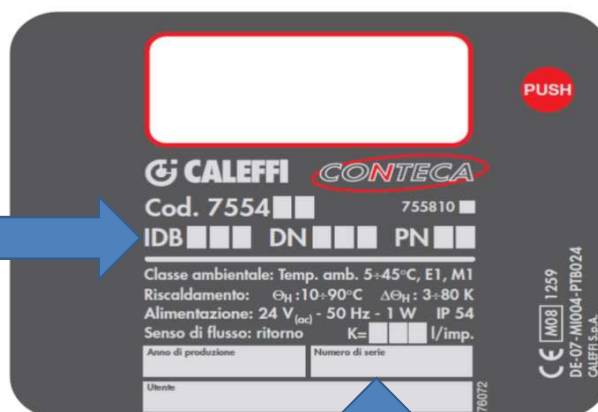 PUSH
CALEFFI CONTECA
Cod. 7554 755810
IDB DN PN
Classe ambientale: Temp. amb. 5÷45°C, E1, M1
Riscaldamento: ΘH :10÷90°C ΔΘH : 3÷80 K
Alimentazione: 24 V(ac) - 50 Hz - 1 W IP 54
Senso di flusso: ritorno K= l/imp.
Anno di produzione Numero di serie
Utente
76072
CE M08 1259
DE-07-MI004-PTB024
CALEFFI S.p.A.